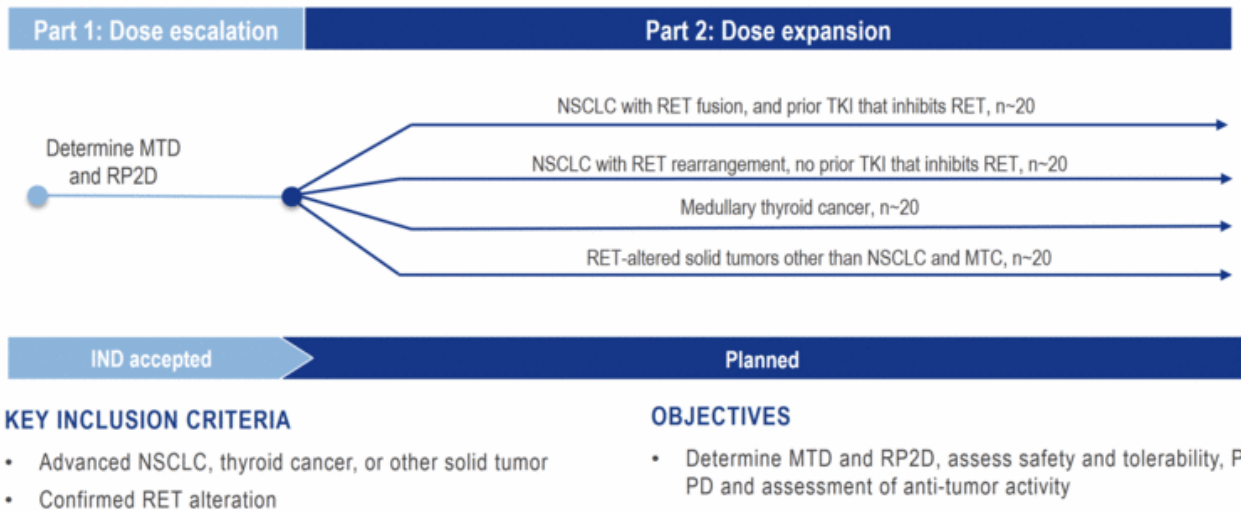 Part 1: Dose escalation
Part 2: Dose expansion
NSCLC with RET fusion, and prior TKI that inhibits RET, n~20
Determine MTD
and RP2D
NSCLC with RET rearrangement, no prior TKI that inhibits RET, n~20
Medullary thyroid cancer, n~20
RET-altered solid tumors other than NSCLC and MTC, n~20
IND accepted
Planned
KEY INCLUSION CRITERIA
• Advanced NSCLC, thyroid cancer, or other solid tumor
• Confirmed RET alteration
OBJECTIVES
• Determine MTD and RP2D, assess safety and tolerability,
PD and assessment of anti-tumor activity